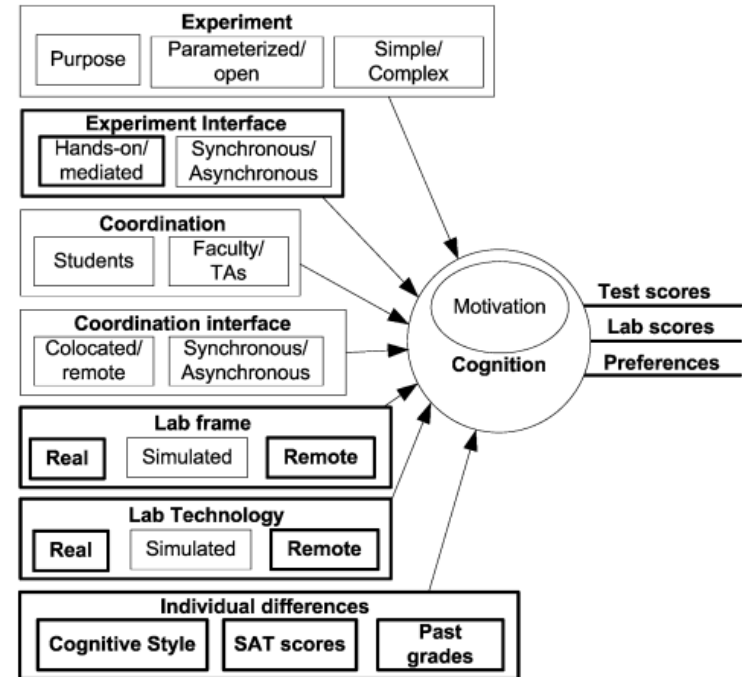 Experiment
Purpose
Parameterized/
open
Simple/
Complex
Experiment Interface
Hands-on/
mediated
Synchronous/
Asynchronous
Coordination
Students
Faculty/
TAs
Coordination interface
Colocated/
remote
Synchronous/
Asynchronous
Lab frame
Real
Simulated
Remote
Lab Technology
Real
Simulated
Remote
Individual differences
Cognitive Style
SAT scores
Past
grades
Motivation
Cognition
Test scores
Lab scores
Preferences